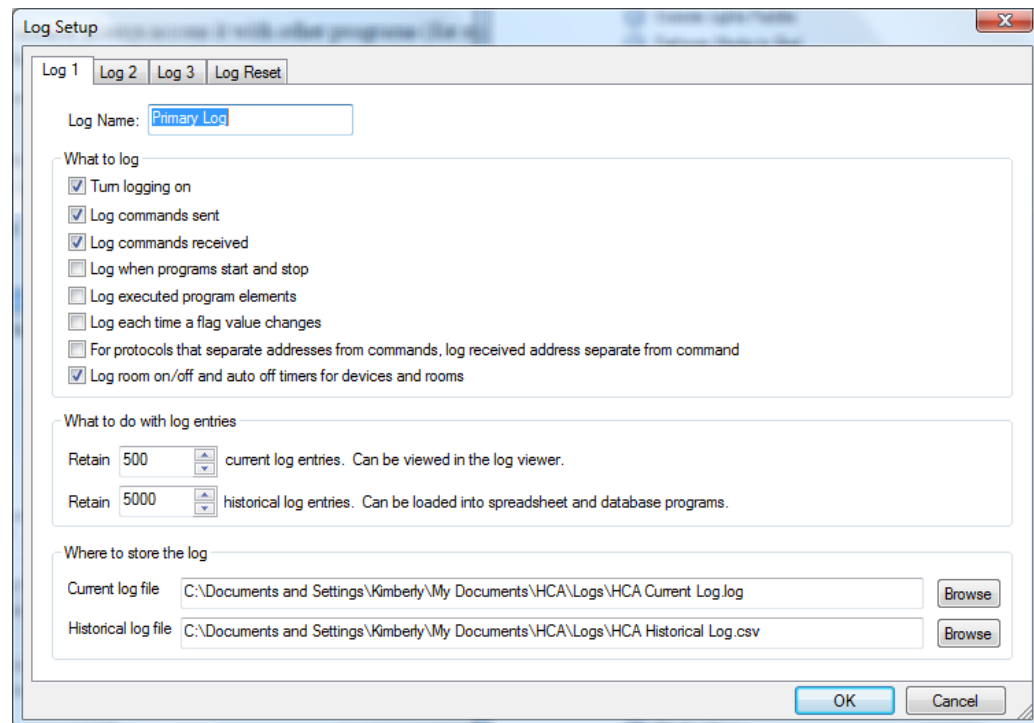 Log Setup
Log 1 Log 2 Log 3 Log Reset
Log Name: Primary Log
What to log
Turn logging on
Log commands sent
Log commands received
Log when programs start and stop
Log executed program elements
Log each time a flag value changes
For protocols that separate addresses from commands, log received address separate from command
Log room on/off and auto off timers for devices and rooms
What to do with log entries
Retain 500 current log entries. Can be viewed in the log viewer.
Retain 5000 historical log entries. Can be loaded into spreadsheet and database programs.
Where to store the log
Current log file C:\Documents and Settings\Kimberly\My Documents\HCA\Logs\HCA Current Log.log Browse
Historical log file C:\Documents and Settings\Kimberly\My Documents\HCA\Logs\HCA Historical Log.csv Browse
OK Cancel